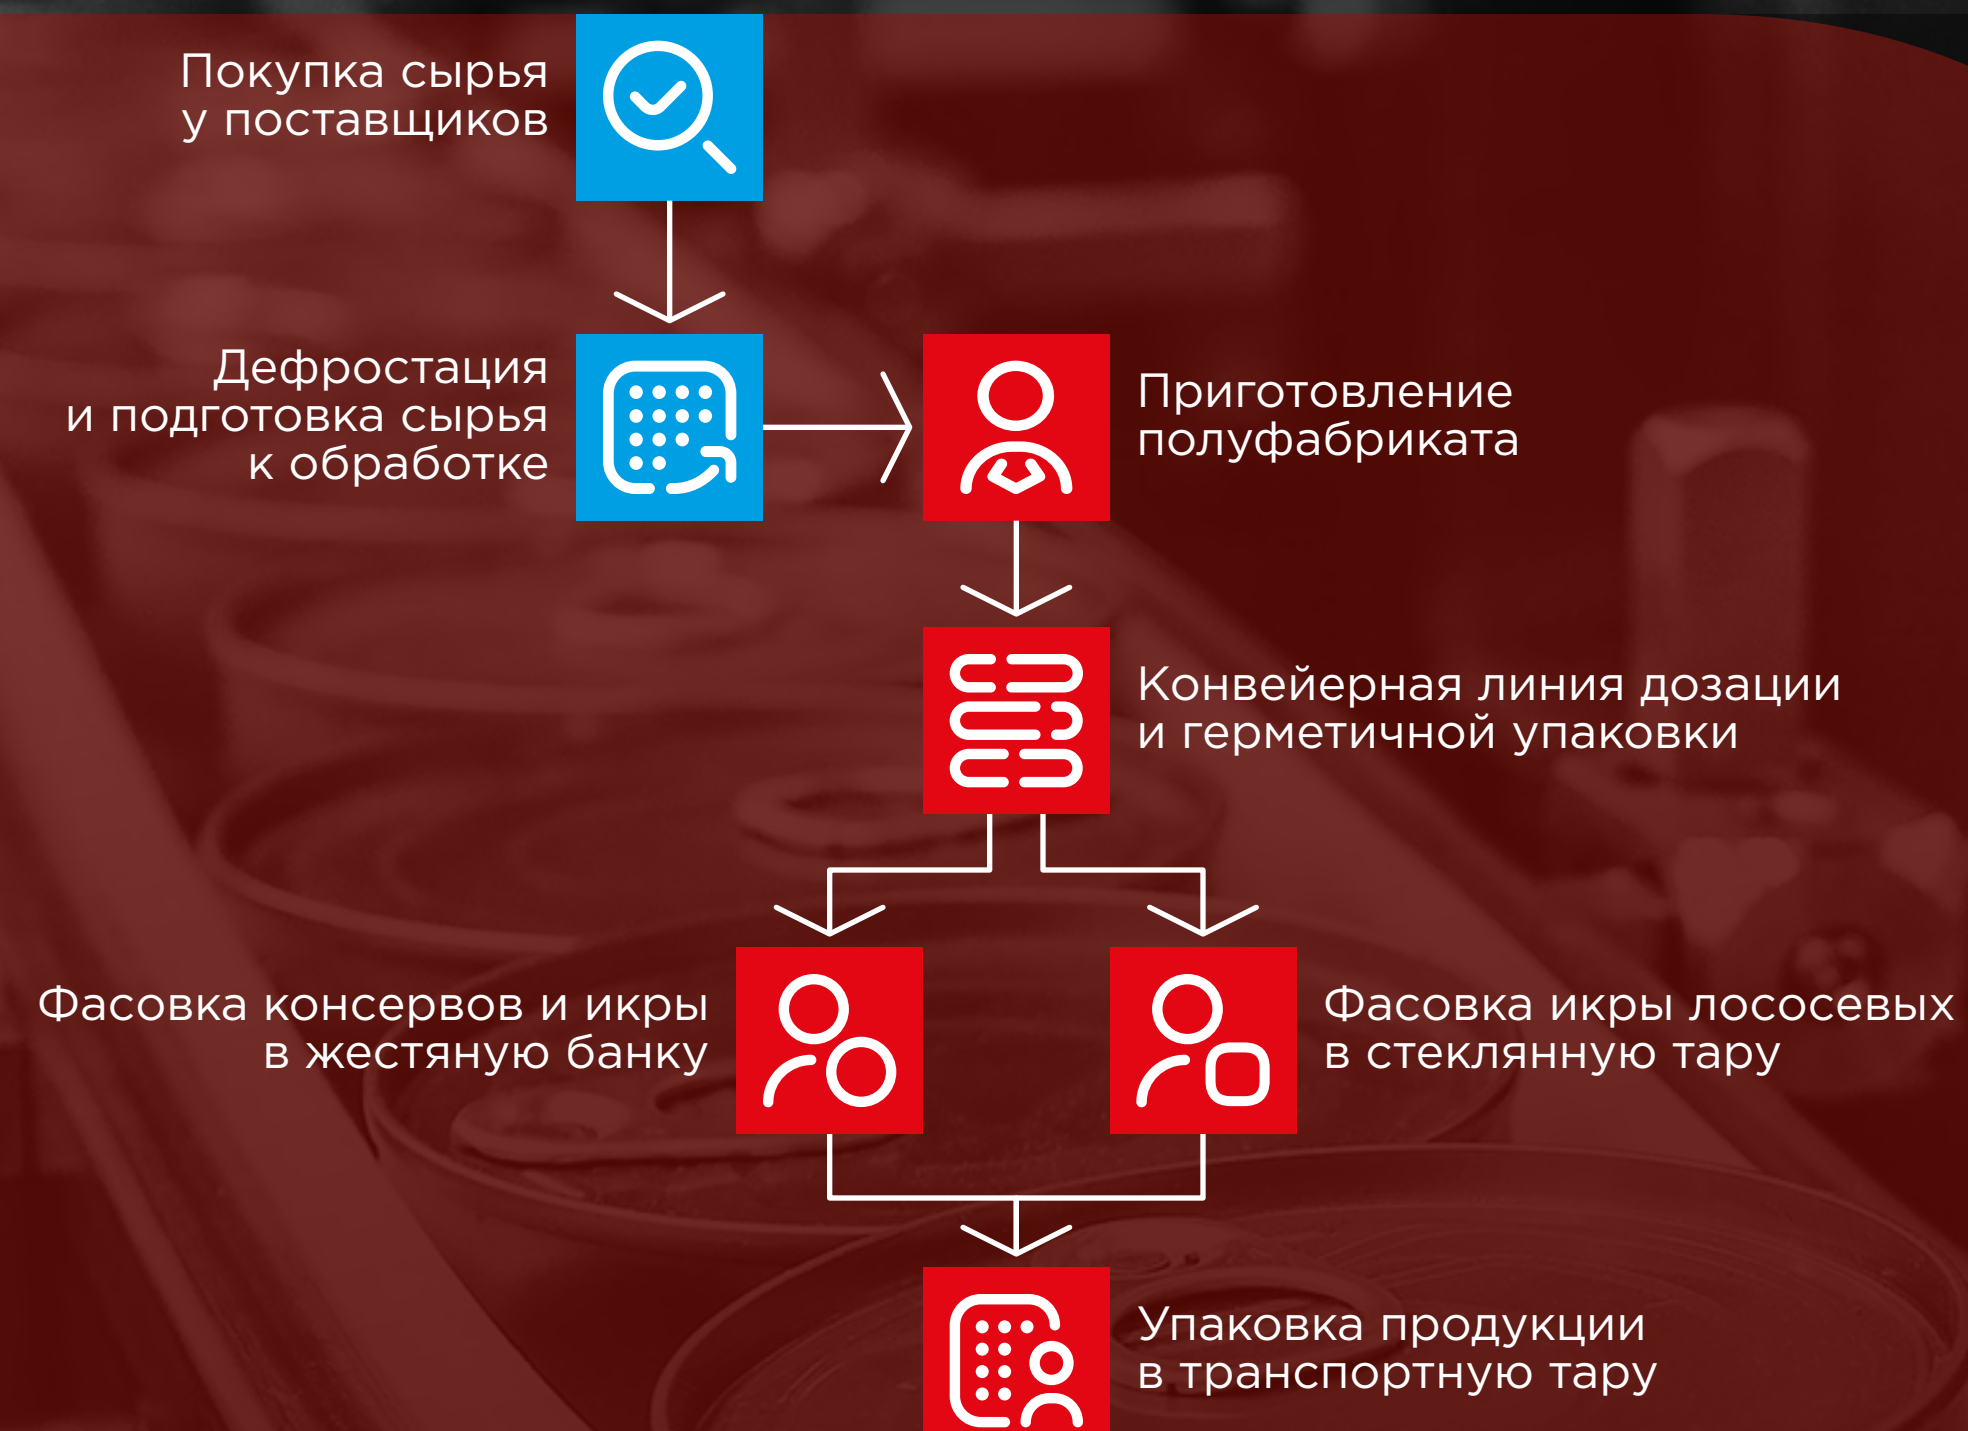 Покупка сырья
у поставщиков
Дефростация
и подготовка сырья
к обработке
Приготовление
полуфабриката
Конвейерная линия дозации
и герметичной упаковки
Фасовка консервов и икры
в жестяную банку
Фасовка икры лососевых
в стеклянную тару
Упаковка продукции
в транспортную тару